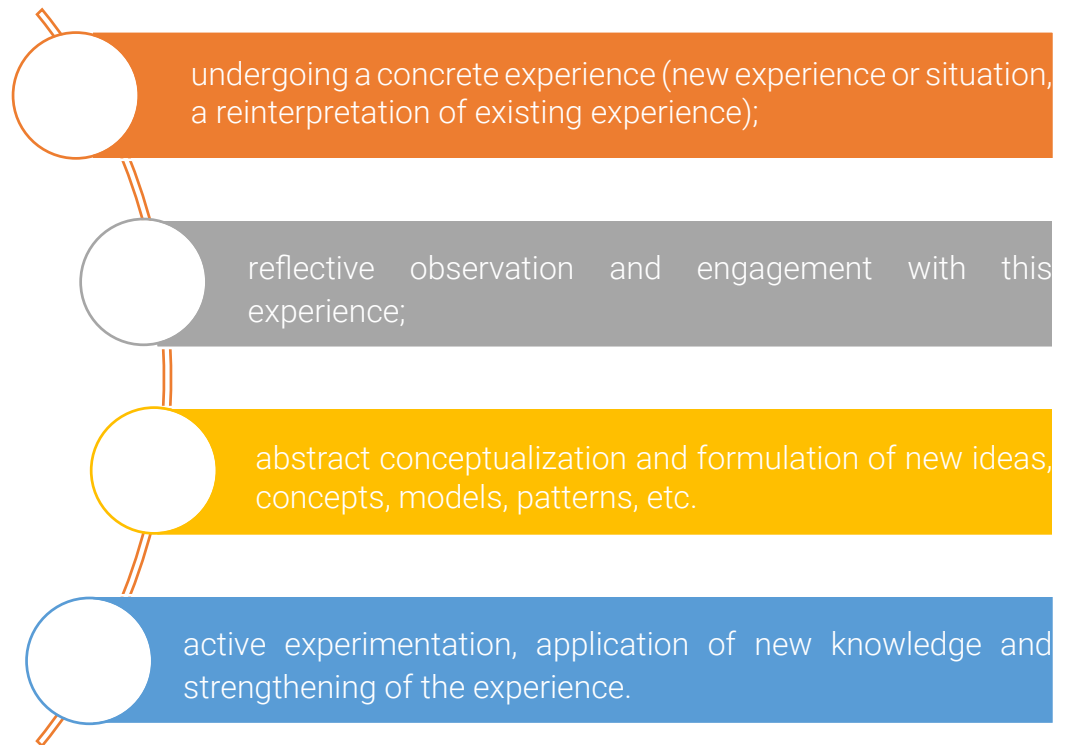 undergoing a concrete experience (new experience or situation,
a reinterpretation of existing experience);
reflective observation and engagement with this
experience;
abstract conceptualization and formulation of new ideas,
concepts, models, patterns, etc.
active experimentation, application of new knowledge and
strengthening of the experience.